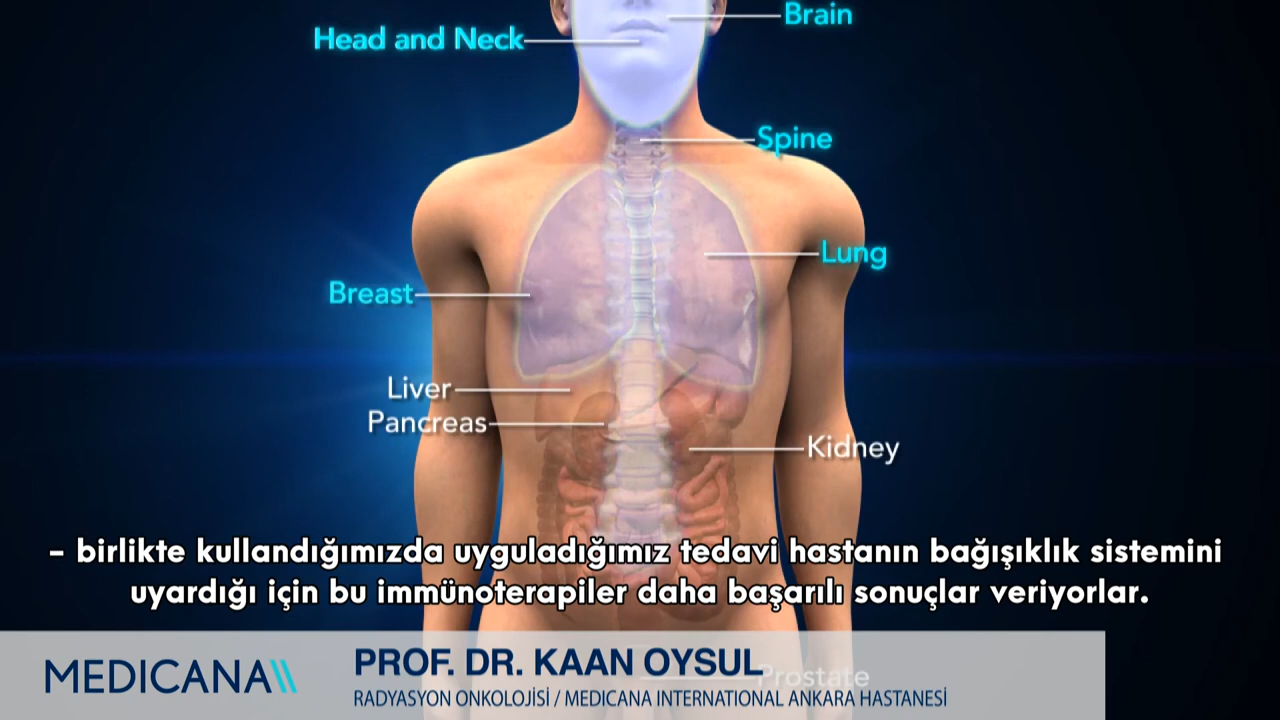 Brain
Head and Neck
Spine
Lung
Breast
Liver
Pancreas
Kidney
– birlikte kullandığımızda uyguladığımız tedavi hastanın bağışıklık sistemini
uyardığı için bu immünoterapiler daha başarılı sonuçlar veriyorlar.
MEDICANA
PROF. DR. KAAN OYSUL
Prostate
RADYASYON ONKOLOJİSİ / MEDICANA INTERNATIONAL ANKARA HASTANESİ